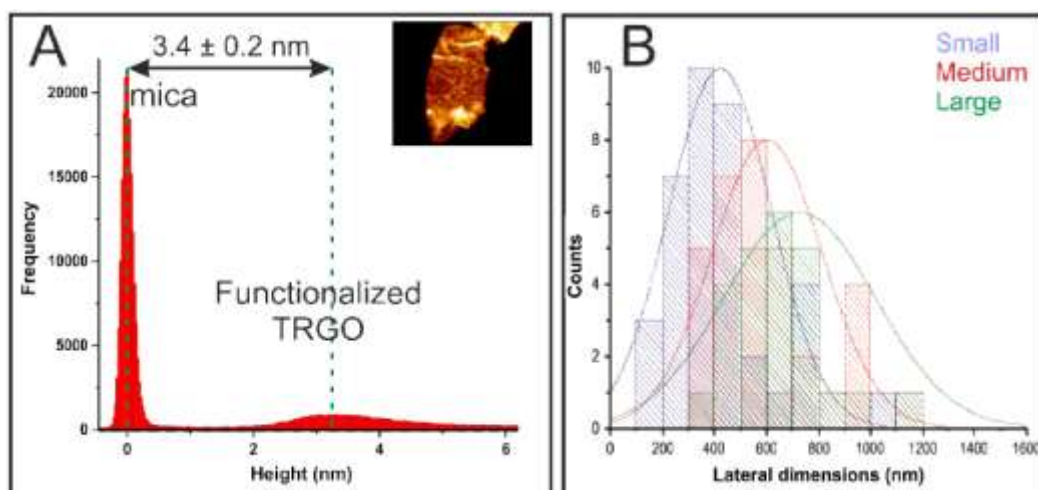 A
3.4 ± 0.2 nm
mica
Functionalized
TRGO
20000
15000
10000
5000
0
Frequency
0 2 4 6
Height (nm)
B
Small
Medium
Large
10
8
6
4
2
0
Counts
0 200 400 600 800 1000 1200 1600
Lateral dimensions (nm)